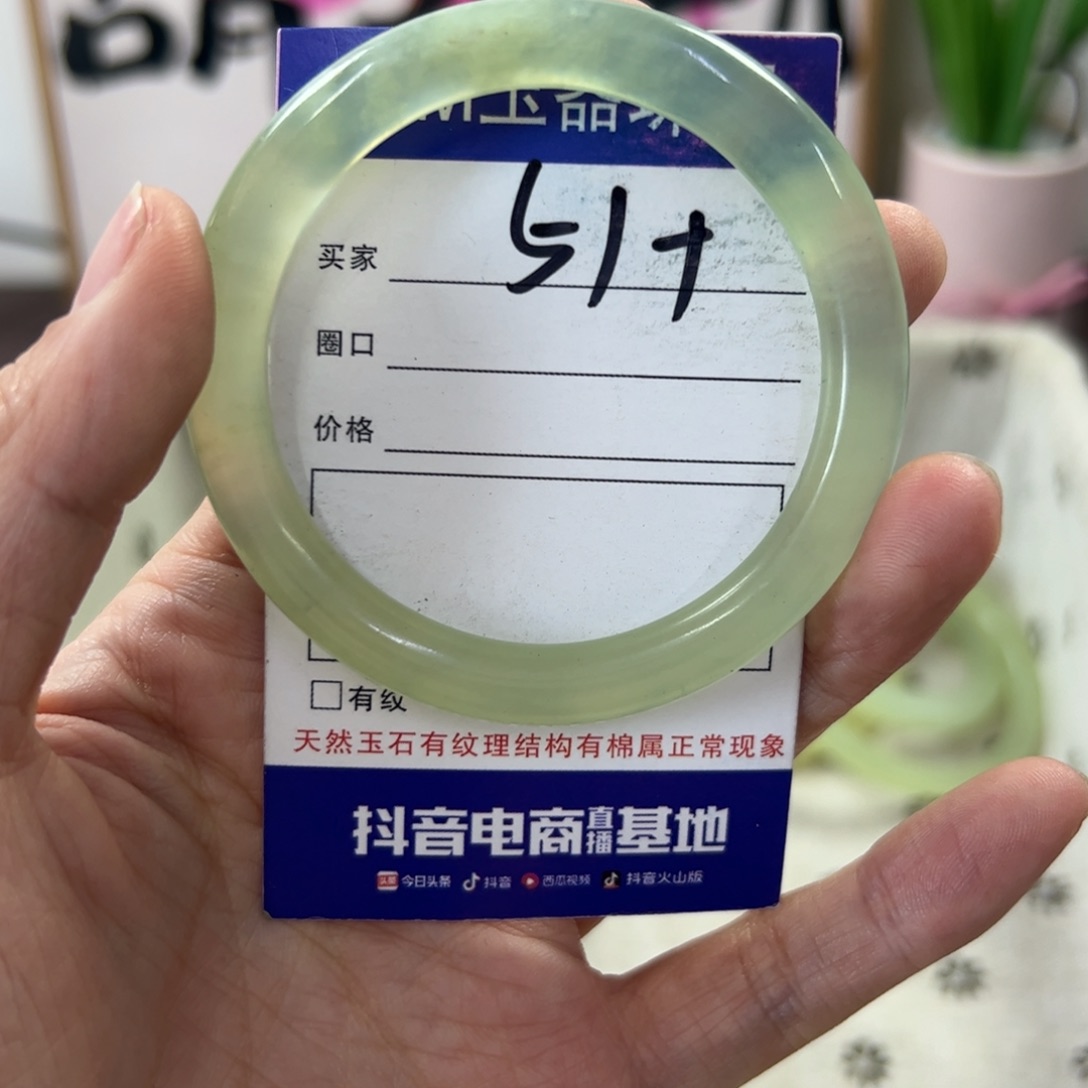 玉器
51+
买家
圈口
价格
有纹
天然玉石有纹理结构有棉属正常现象
抖音电商直播基地
今日头条 抖音 西瓜视频 抖音火山版